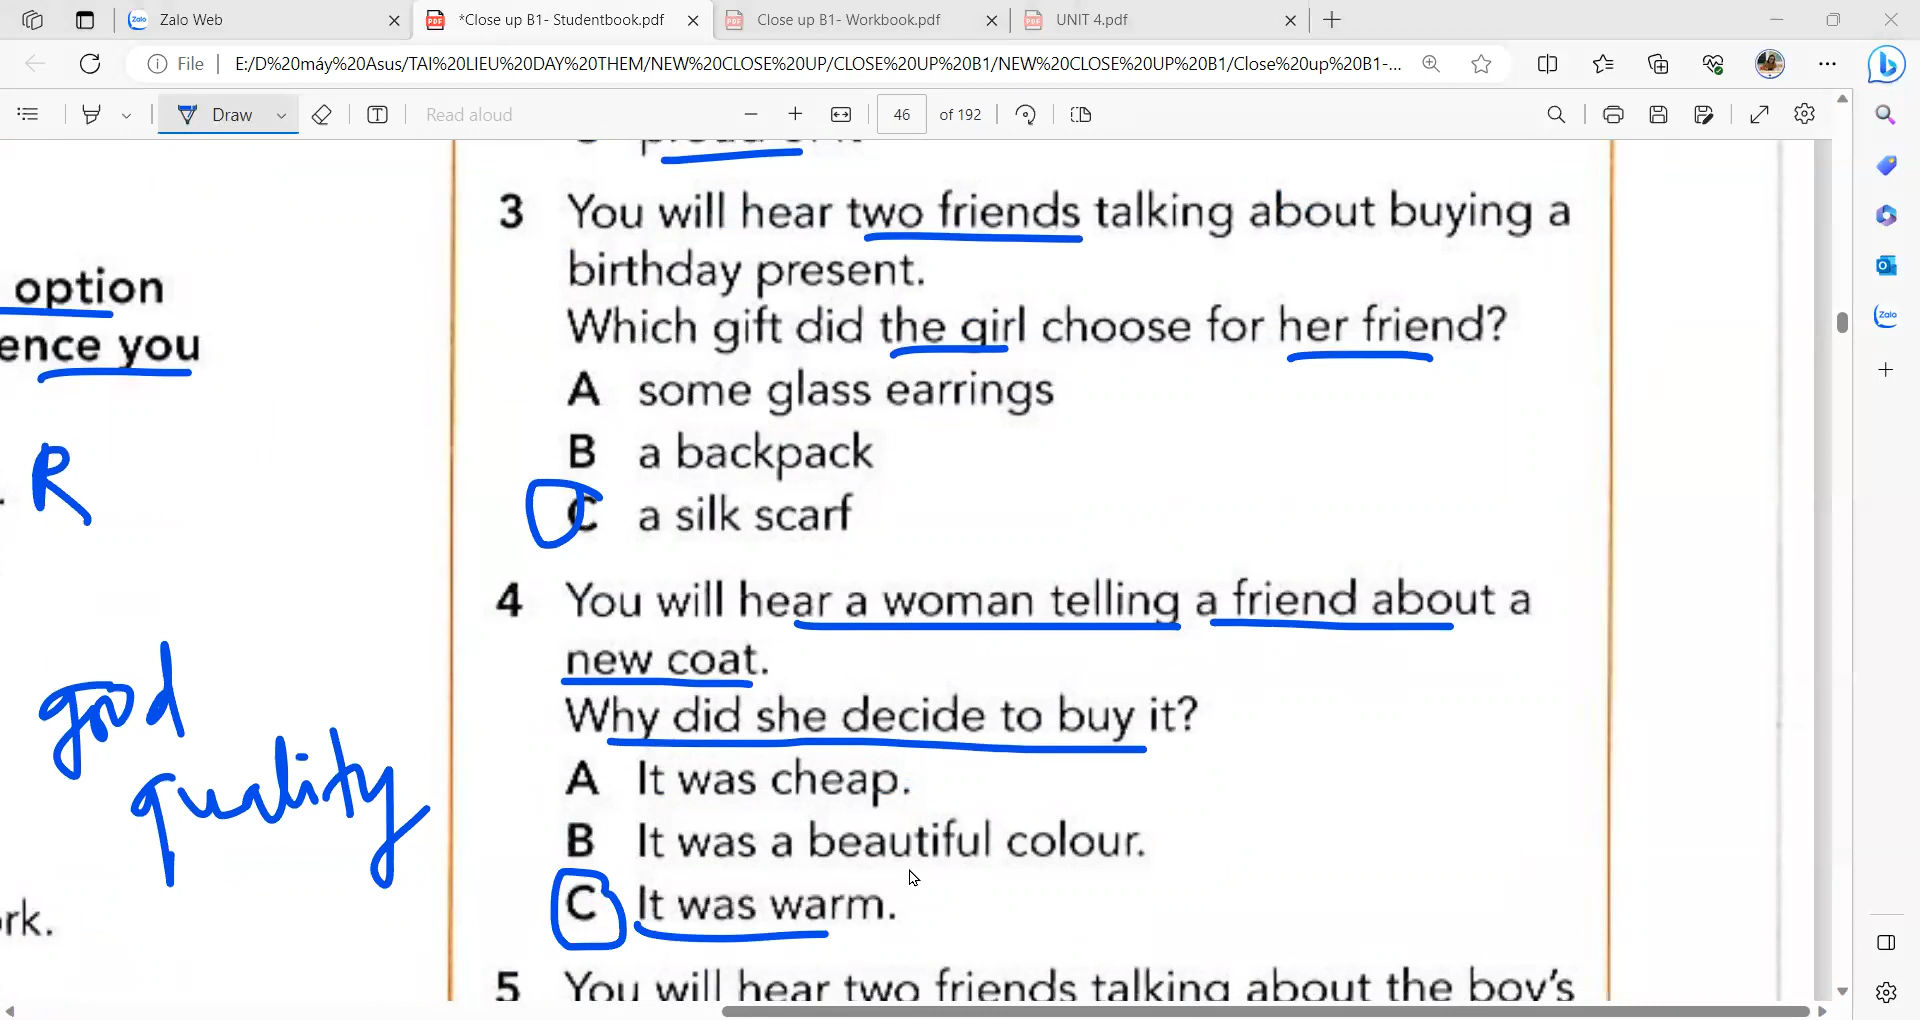 Zalo Web
*Close up B1- Studentbook.pdf
Close up B1- Workbook.pdf
UNIT 4.pdf
File
E:/D%20máy%20Asus/TAI%20LIEU%20DAY%20THEM/NEW%20CLOSE%20UP/CLOSE%20UP%20B1/NEW%20CLOSE%20UP%20B1/Close%20up%20B1-...
Draw
Read aloud
46
of 192
3 You will hear two friends talking about buying a
birthday present.
Which gift did the girl choose for her friend?
A some glass earrings
B a backpack
C a silk scarf
4 You will hear a woman telling a friend about a
new coat.
Why did she decide to buy it?
A It was cheap.
B It was a beautiful colour.
C It was warm.
5 You will hear two friends talking about the boy's
option
ence you
R
good
quality
rk.
Zalo